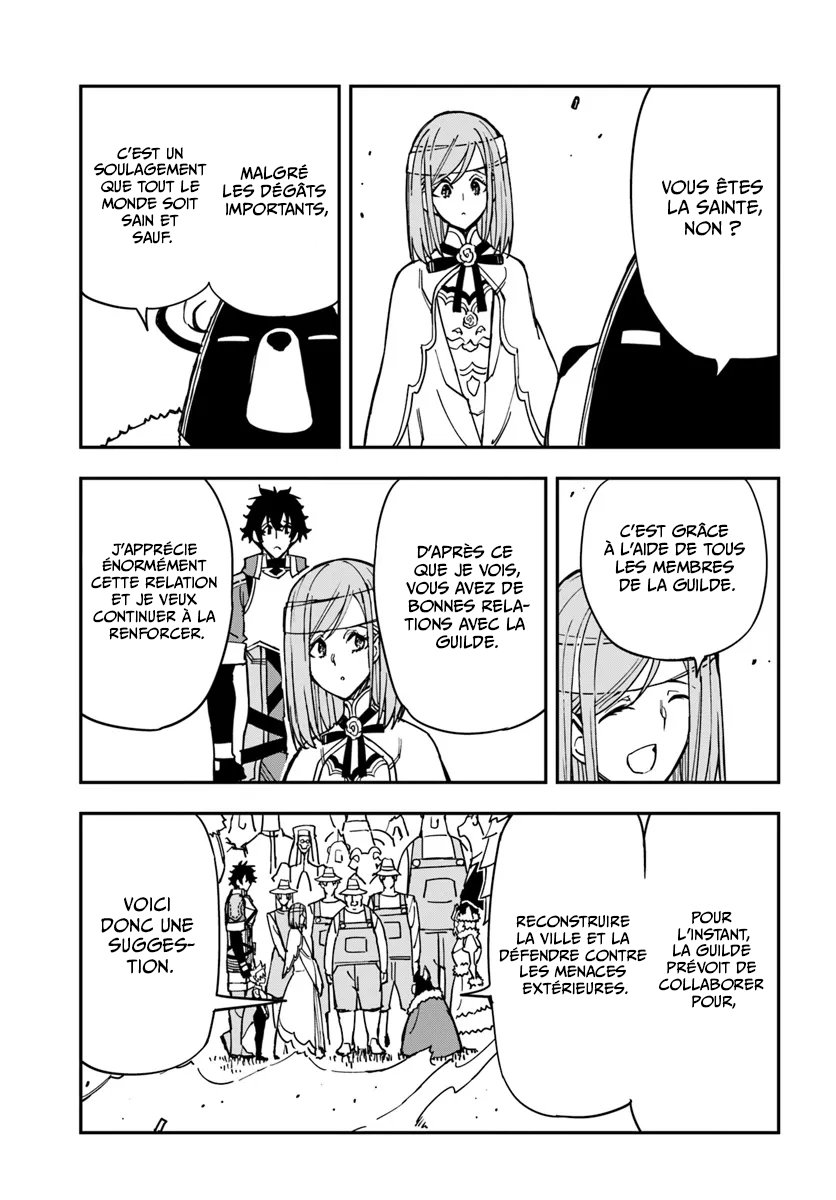 VOUS ÊTES
LA SAINTE,
NON ?
MALGRÉ
LES DÉGÂTS
IMPORTANTS,
C'EST UN
SOULAGEMENT
QUE TOUT LE
MONDE SOIT
SAIN ET
SAUF.
C'EST GRÂCE
À L'AIDE DE TOUS
LES MEMBRES
DE LA GUILDE.
D'APRÈS CE
QUE JE VOIS,
VOUS AVEZ DE
BONNES RELA-
TIONS AVEC LA
GUILDE.
J'APPRÉCIE
ÉNORMÉMENT
CETTE RELATION
ET JE VEUX
CONTINUER À LA
RENFORCER.
POUR
L'INSTANT,
LA GUILDE
PRÉVOIT DE
COLLABORER
POUR,
RECONSTRUIRE
LA VILLE ET LA
DÉFENDRE CONTRE
LES MENACES
EXTÉRIEURES.
VOICI
DONC UNE
SUGGES-
TION.